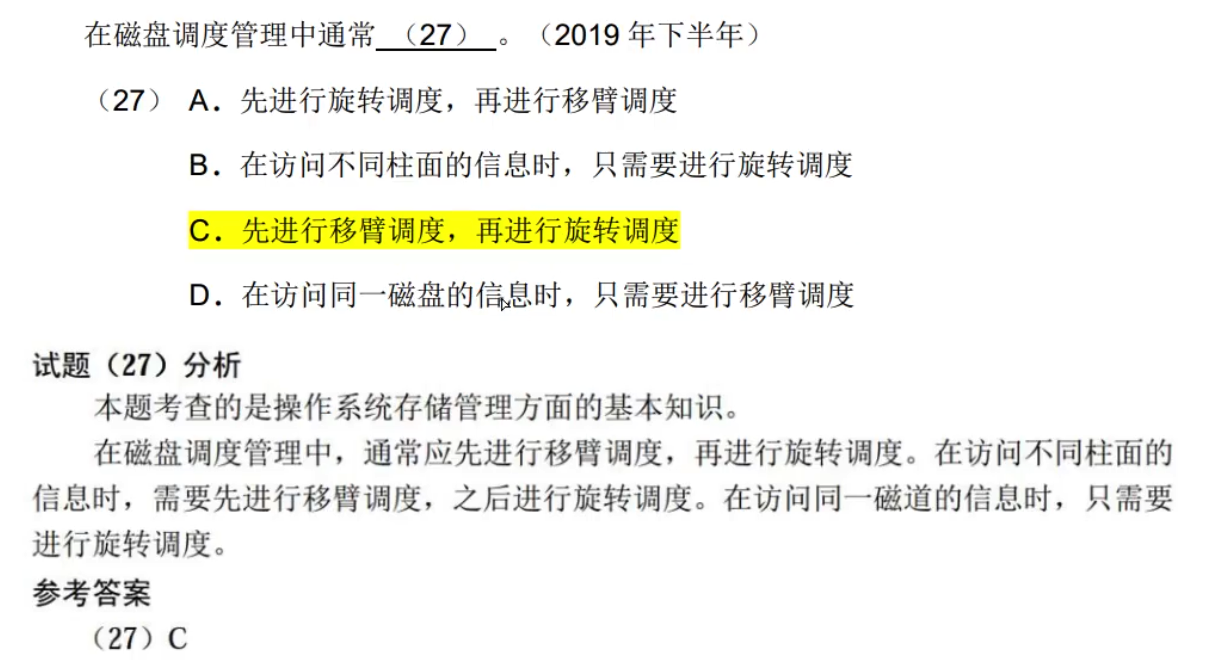 在磁盘调度管理中通常 （27） 。（2019 年下半年）
（27） A．先进行旋转调度，再进行移臂调度
B．在访问不同柱面的信息时，只需要进行旋转调度
C．先进行移臂调度，再进行旋转调度
D．在访问同一磁盘的信息时，只需要进行移臂调度
试题（27）分析
本题考查的是操作系统存储管理方面的基本知识。
在磁盘调度管理中，通常应先进行移臂调度，再进行旋转调度。在访问不同柱面的
信息时，需要先进行移臂调度，之后进行旋转调度。在访问同一磁道的信息时，只需要
进行旋转调度。
参考答案
（27）C